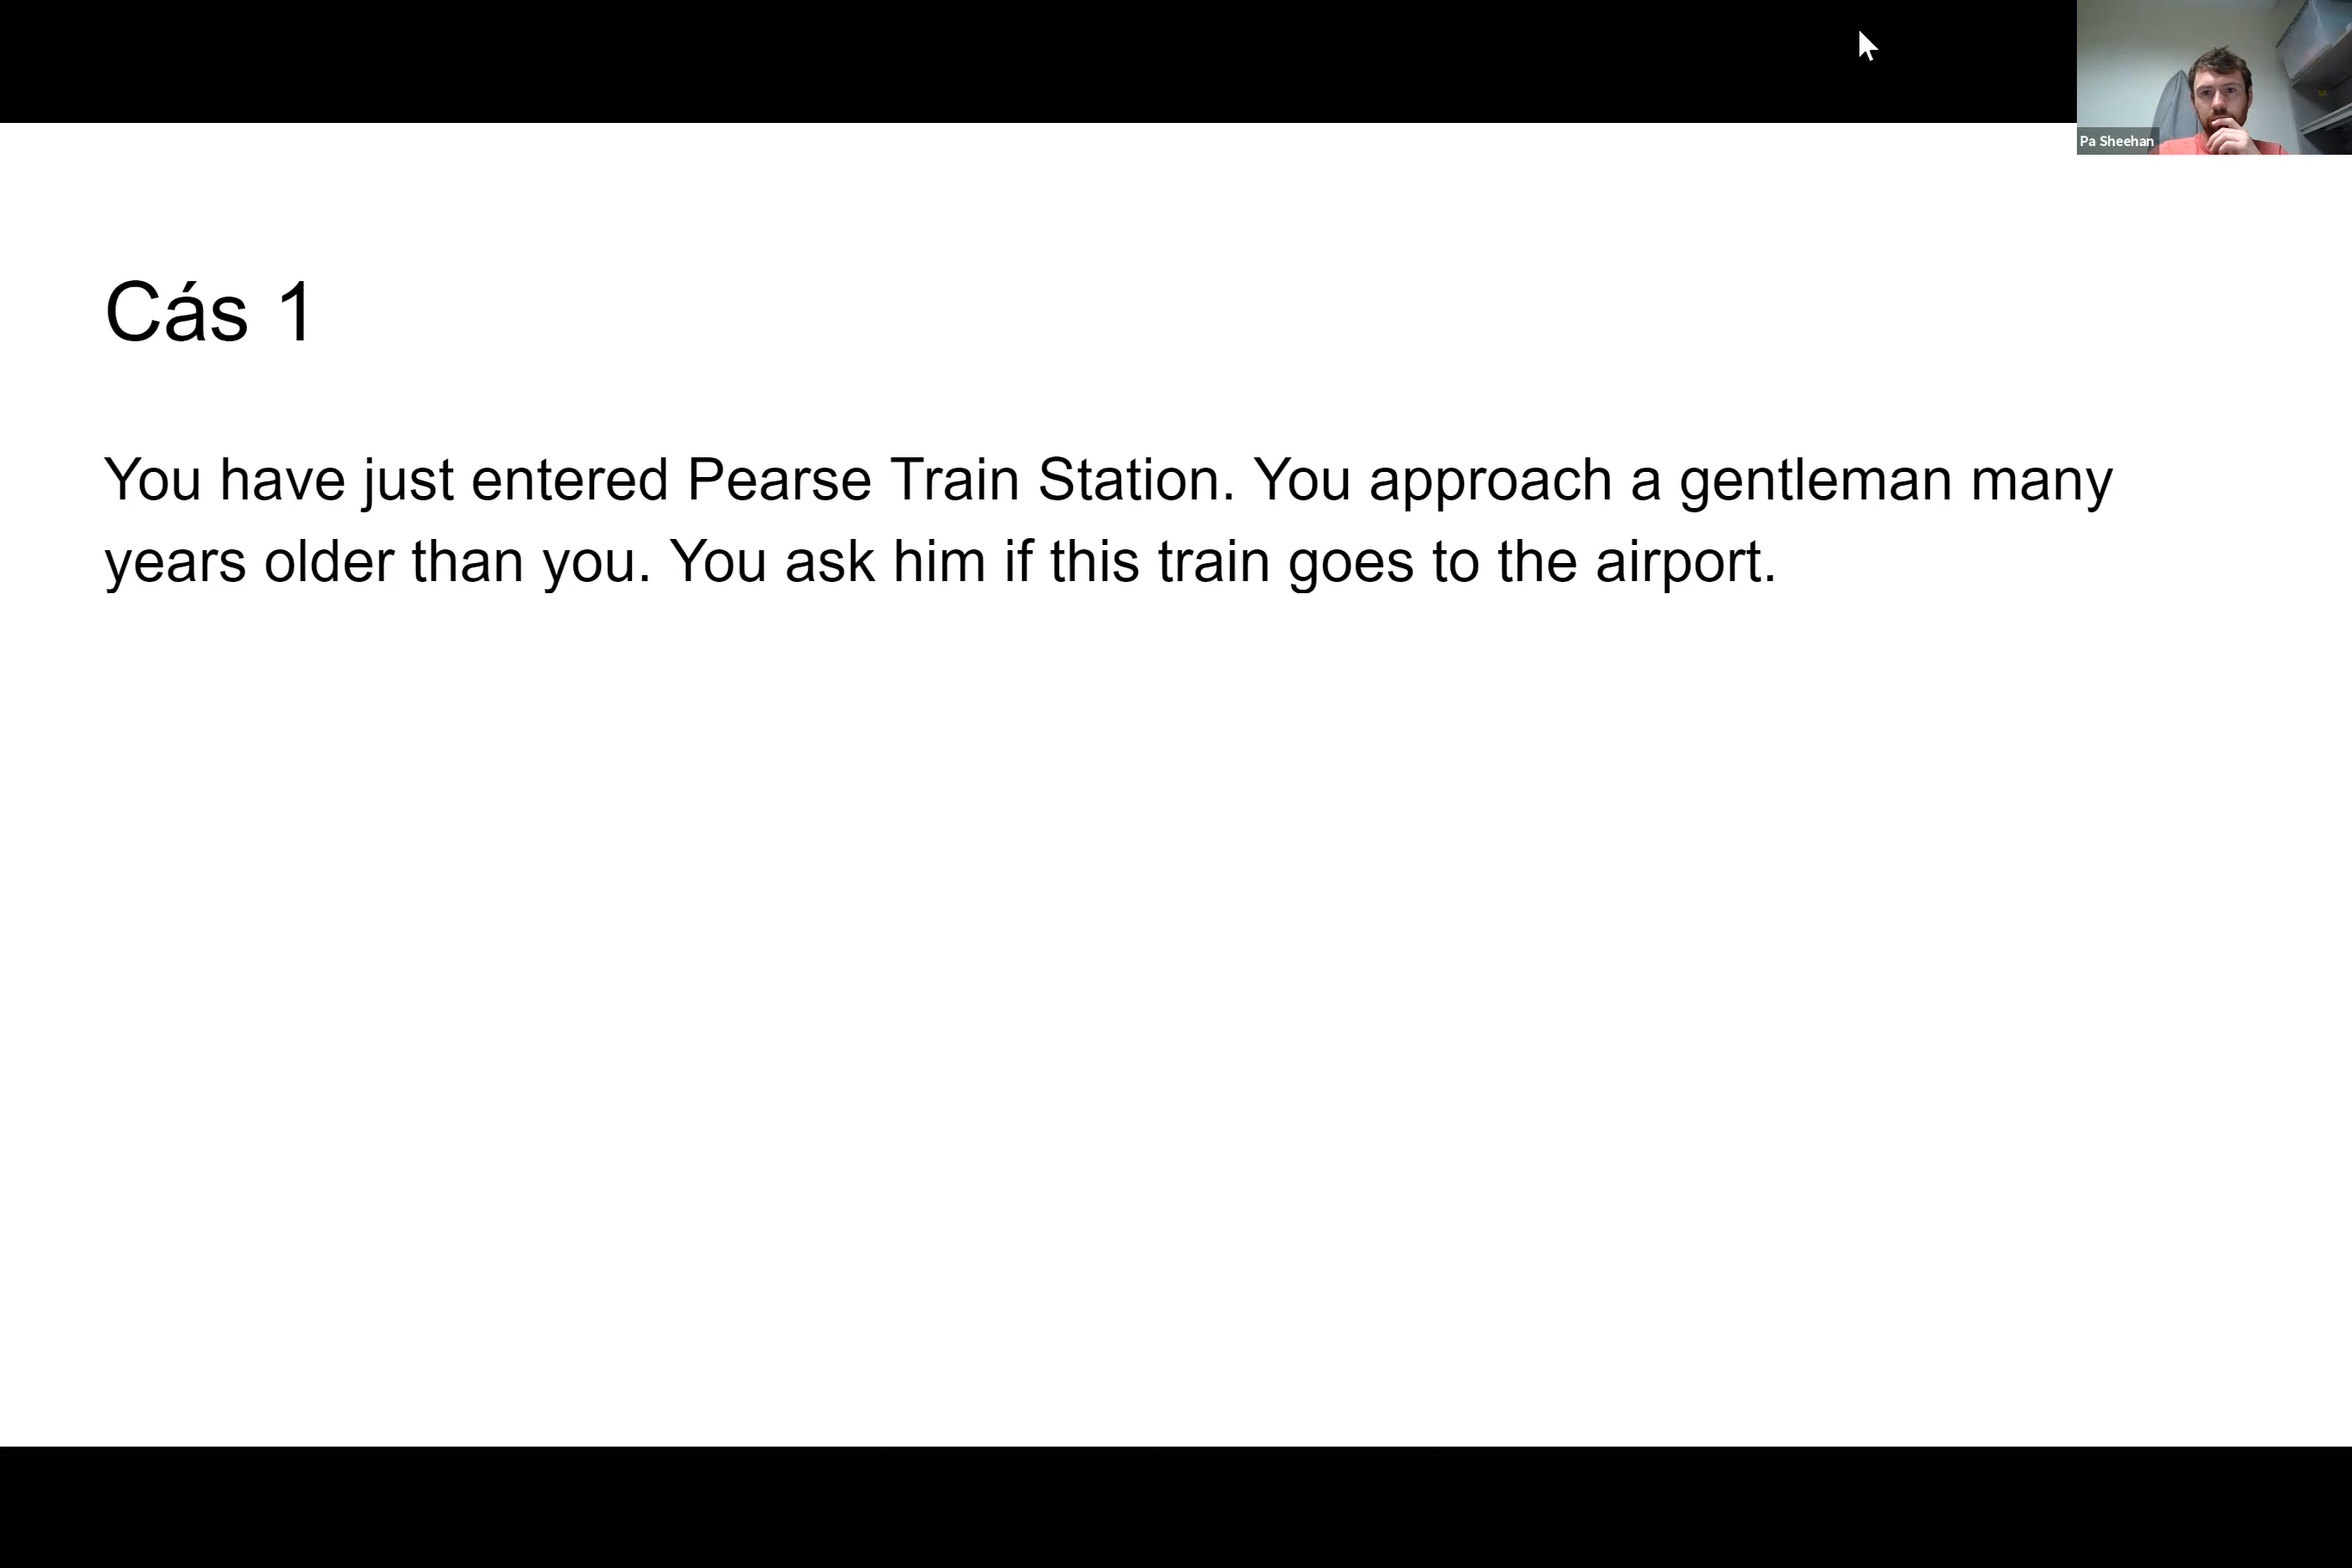 Pa Sheehan
Cás 1
You have just entered Pearse Train Station. You approach a gentleman many
years older than you. You ask him if this train goes to the airport.